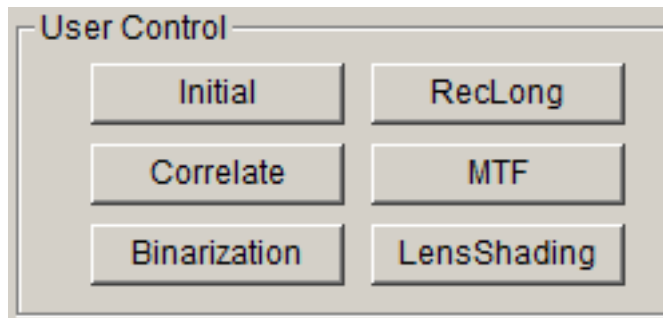 User Control
Initial
RecLong
Correlate
MTF
Binarization
LensShading